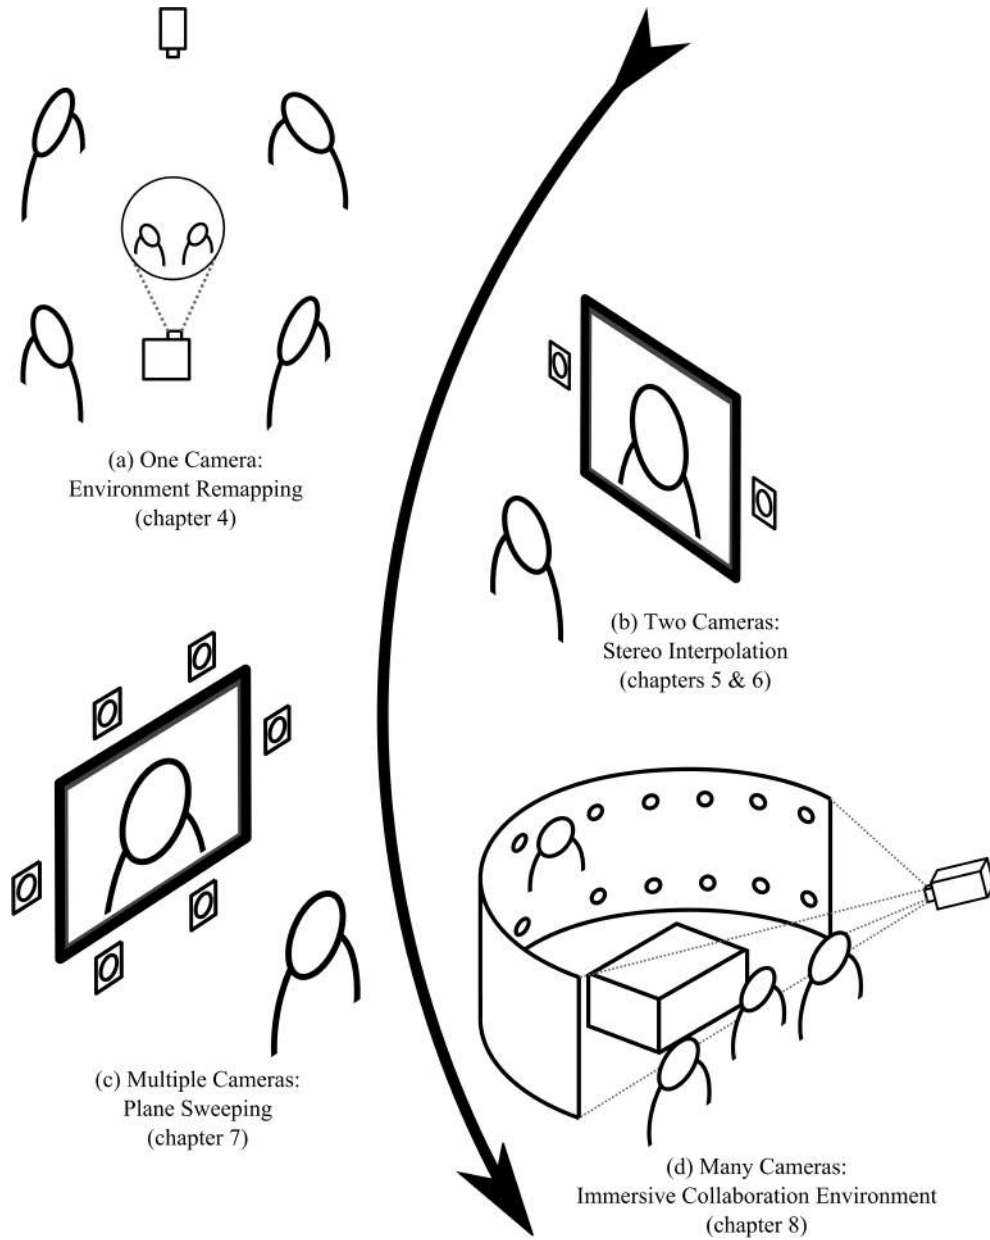 (a) One Camera:
Environment Remapping
(chapter 4)
(b) Two Cameras:
Stereo Interpolation
(chapters 5 & 6)
(c) Multiple Cameras:
Plane Sweeping
(chapter 7)
(d) Many Cameras:
Immersive Collaboration Environment
(chapter 8)